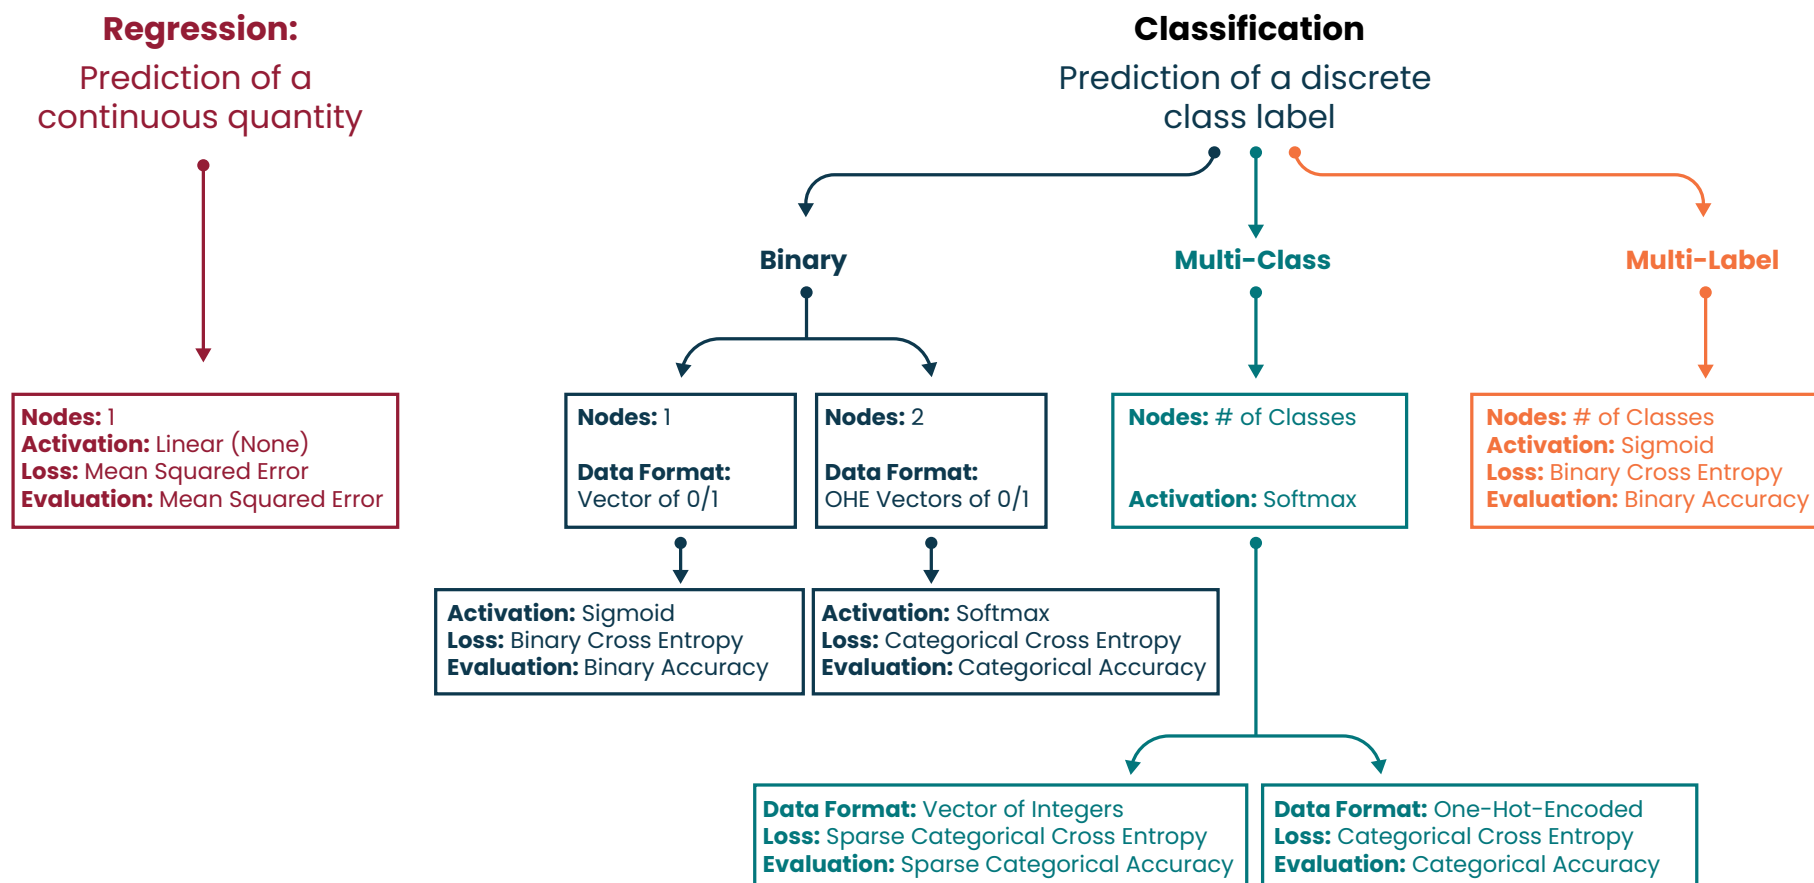 Regression:
Prediction of a
continuous quantity
Classification
Prediction of a discrete
class label
Binary
Multi-Class
Multi-Label
Nodes: 1
Activation: Linear (None)
Loss: Mean Squared Error
Evaluation: Mean Squared Error
Nodes: 1
Data Format:
Vector of 0/1
Nodes: 2
Data Format:
OHE Vectors of 0/1
Nodes: # of Classes
Activation: Softmax
Nodes: # of Classes
Activation: Sigmoid
Loss: Binary Cross Entropy
Evaluation: Binary Accuracy
Activation: Sigmoid
Loss: Binary Cross Entropy
Evaluation: Binary Accuracy
Activation: Softmax
Loss: Categorical Cross Entropy
Evaluation: Categorical Accuracy
Data Format: Vector of Integers
Loss: Sparse Categorical Cross Entropy
Evaluation: Sparse Categorical Accuracy
Data Format: One-Hot-Encoded
Loss: Categorical Cross Entropy
Evaluation: Categorical Accuracy